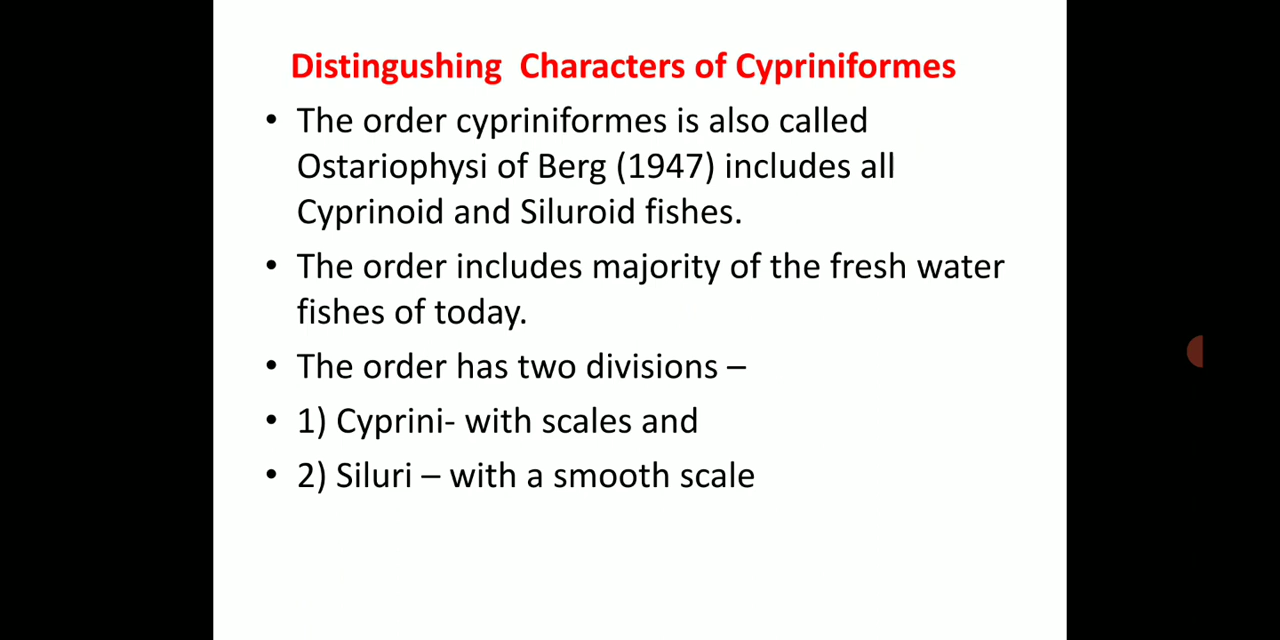 Distingushing Characters of Cypriniformes
• The order cypriniformes is also called
Ostariophysi of Berg (1947) includes all
Cyprinoid and Siluroid fishes.
• The order includes majority of the fresh water
fishes of today.
• The order has two divisions –
• 1) Cyprini- with scales and
• 2) Siluri – with a smooth scale